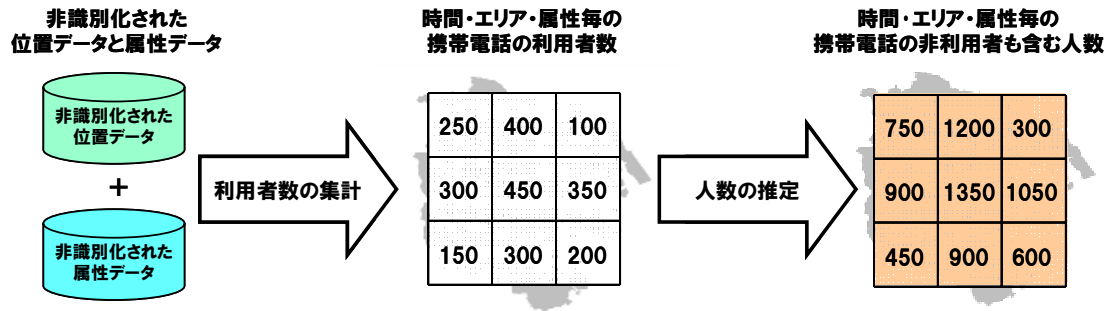 非識別化された
位置データと属性データ
非識別化された
位置データ
+
非識別化された
属性データ
利用者数の集計
時間・エリア・属性毎の
携帯電話の利用者数
250 400 100
300 450 350
150 300 200
人数の推定
時間・エリア・属性毎の
携帯電話の非利用者も含む人数
750 1200 300
900 1350 1050
450 900 600